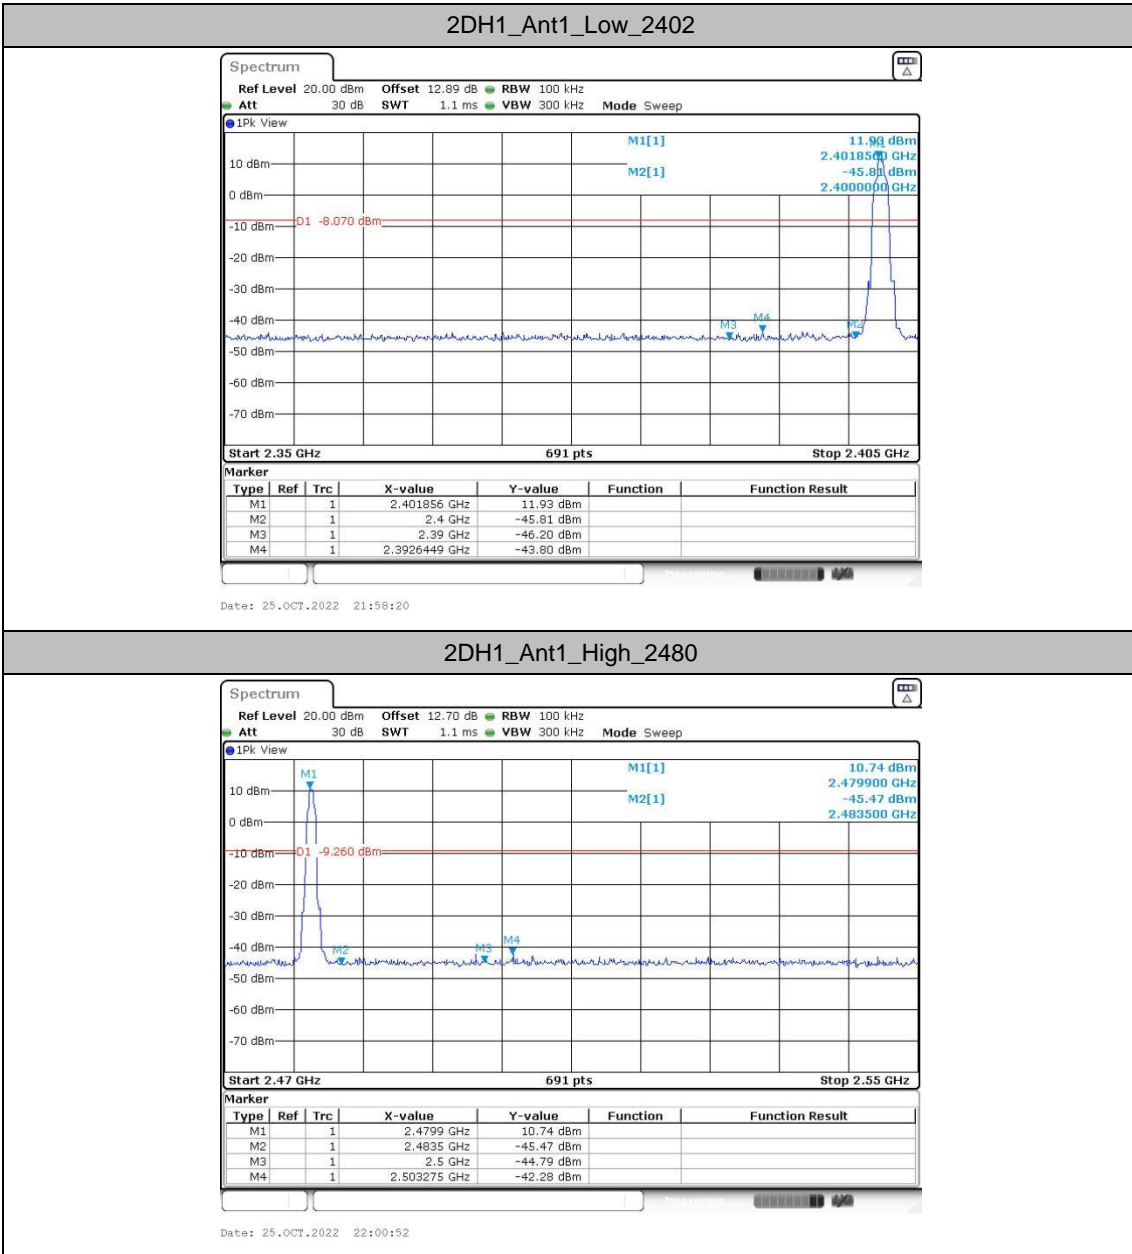 2DH1_Ant1_Low_2402
Spectrum
Ref Level 20.00 dBm Offset 12.89 dB RBW 100 kHz
Att 30 dB SWT 1.1 ms VBW 300 kHz Mode Sweep
1Pk View
M1[1] 11.93 dBm
2.4018560 GHz
M2[1] -45.81 dBm
2.4000000 GHz
M1
10 dBm
0 dBm
D1 -8.070 dBm
-10 dBm
-20 dBm
-30 dBm
-40 dBm
M3 M4 M2
-50 dBm
-60 dBm
-70 dBm
Start 2.35 GHz 691 pts Stop 2.405 GHz
Marker
Type Ref Trc X-value Y-value Function Function Result
M1 1 2.401856 GHz 11.93 dBm
M2 1 2.4 GHz -45.81 dBm
M3 1 2.39 GHz -46.20 dBm
M4 1 2.3926449 GHz -43.80 dBm
Measuring...
Date: 25.OCT.2022 21:58:20
2DH1_Ant1_High_2480
Spectrum
Ref Level 20.00 dBm Offset 12.70 dB RBW 100 kHz
Att 30 dB SWT 1.1 ms VBW 300 kHz Mode Sweep
1Pk View
M1[1] 10.74 dBm
2.479900 GHz
M2[1] -45.47 dBm
2.483500 GHz
M1
10 dBm
0 dBm
-10 dBm
D1 -9.260 dBm
-20 dBm
-30 dBm
-40 dBm
M2 M3 M4
-50 dBm
-60 dBm
-70 dBm
Start 2.47 GHz 691 pts Stop 2.55 GHz
Marker
Type Ref Trc X-value Y-value Function Function Result
M1 1 2.4799 GHz 10.74 dBm
M2 1 2.4835 GHz -45.47 dBm
M3 1 2.5 GHz -44.79 dBm
M4 1 2.503275 GHz -42.28 dBm
Measuring...
Date: 25.OCT.2022 22:00:52